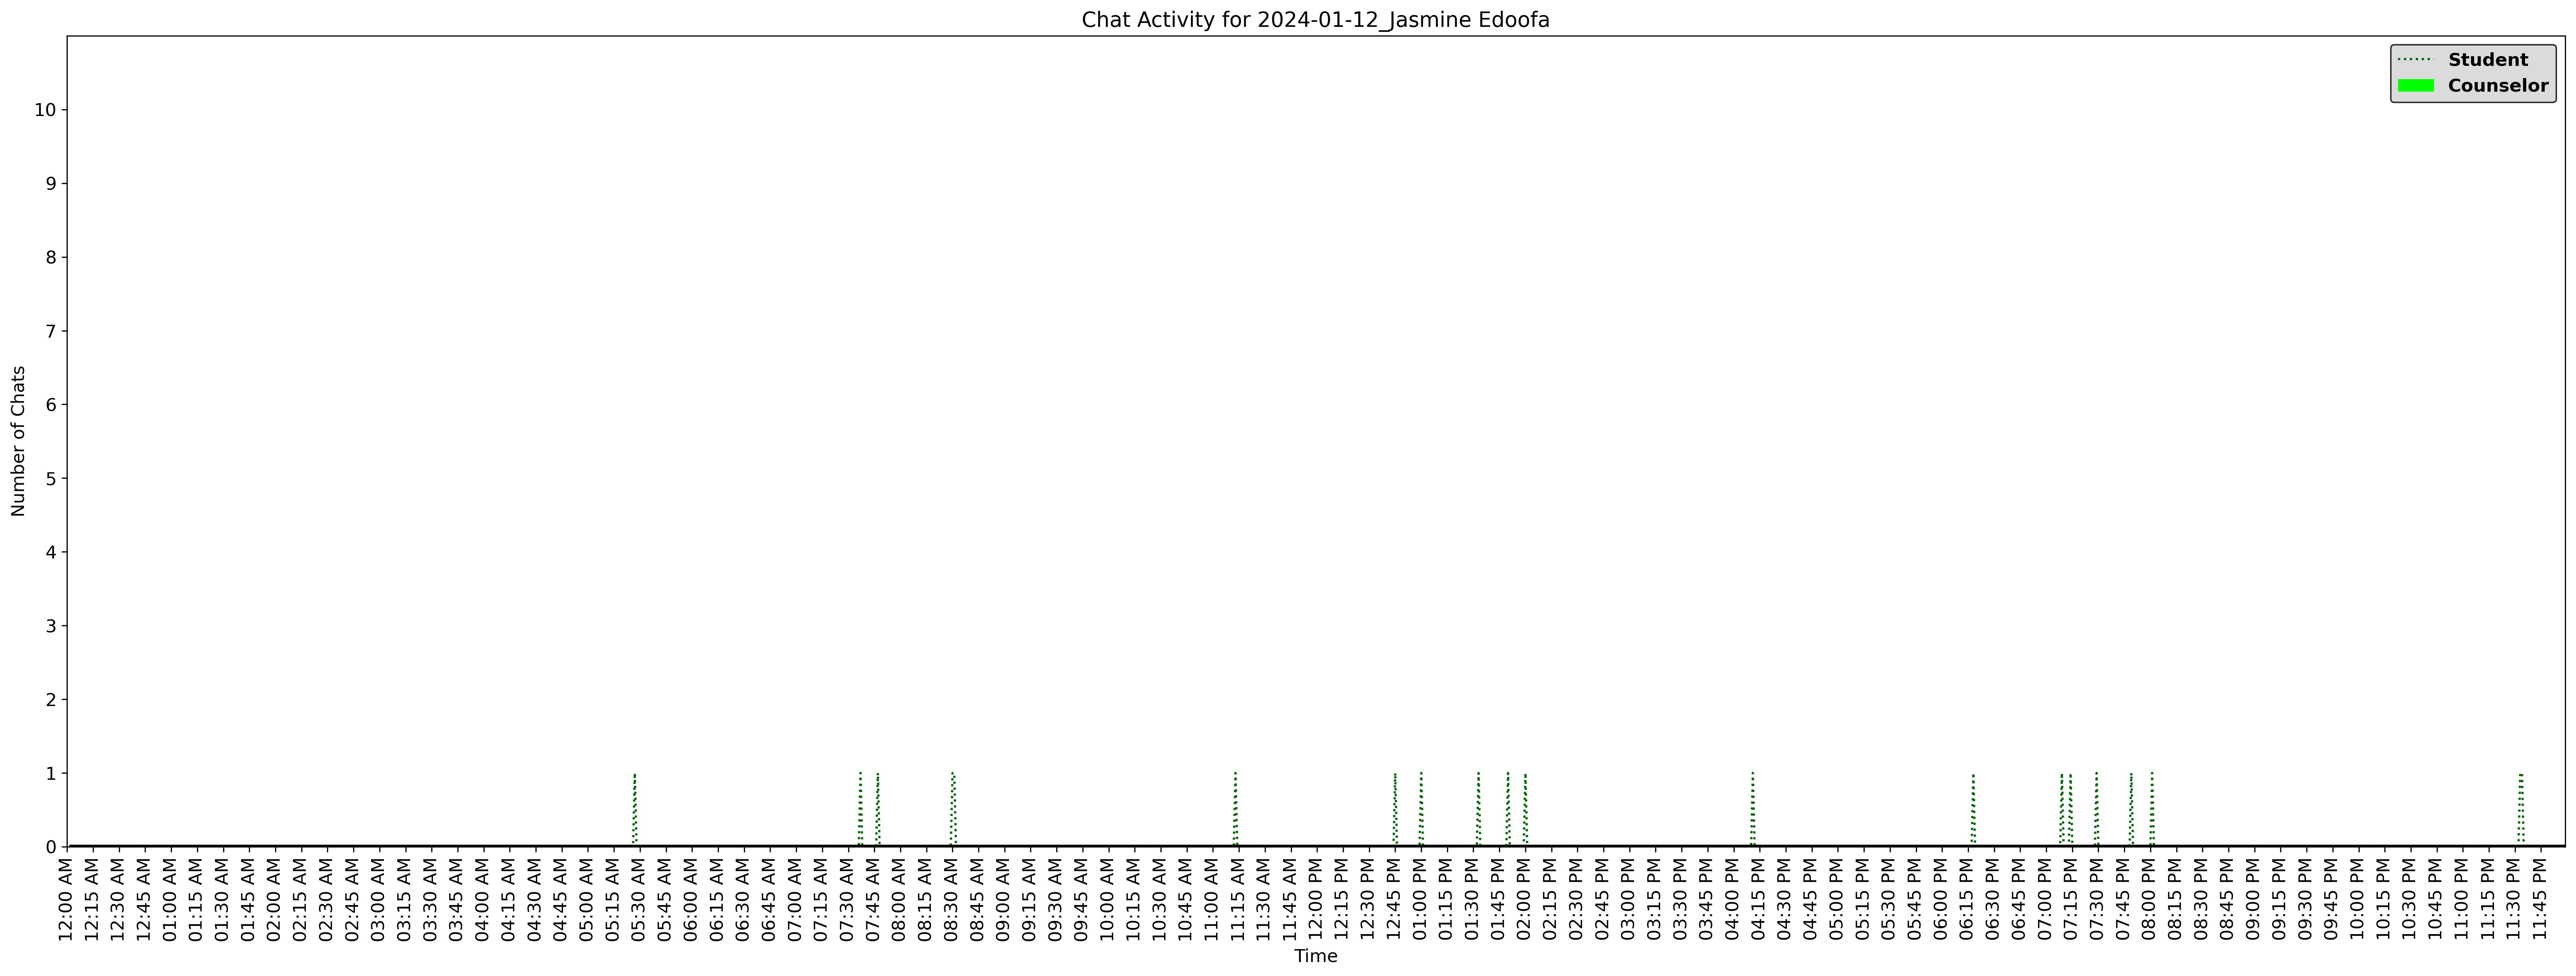 Chat Activity for 2024-01-12_Jasmine Edoofa
Student
Counselor
10
9
8
7
6
5
4
3
2
1
0
Number of Chats
12:00 AM
12:15 AM
12:30 AM
12:45 AM
01:00 AM
01:15 AM
01:30 AM
01:45 AM
02:00 AM
02:15 AM
02:30 AM
02:45 AM
03:00 AM
03:15 AM
03:30 AM
03:45 AM
04:00 AM
04:15 AM
04:30 AM
04:45 AM
05:00 AM
05:15 AM
05:30 AM
05:45 AM
06:00 AM
06:15 AM
06:30 AM
06:45 AM
07:00 AM
07:15 AM
07:30 AM
07:45 AM
08:00 AM
08:15 AM
08:30 AM
08:45 AM
09:00 AM
09:15 AM
09:30 AM
09:45 AM
10:00 AM
10:15 AM
10:30 AM
10:45 AM
11:00 AM
11:15 AM
11:30 AM
11:45 AM
12:00 PM
12:15 PM
12:30 PM
12:45 PM
01:00 PM
01:15 PM
01:30 PM
01:45 PM
02:00 PM
02:15 PM
02:30 PM
02:45 PM
03:00 PM
03:15 PM
03:30 PM
03:45 PM
04:00 PM
04:15 PM
04:30 PM
04:45 PM
05:00 PM
05:15 PM
05:30 PM
05:45 PM
06:00 PM
06:15 PM
06:30 PM
06:45 PM
07:00 PM
07:15 PM
07:30 PM
07:45 PM
08:00 PM
08:15 PM
08:30 PM
08:45 PM
09:00 PM
09:15 PM
09:30 PM
09:45 PM
10:00 PM
10:15 PM
10:30 PM
10:45 PM
11:00 PM
11:15 PM
11:30 PM
11:45 PM
Time